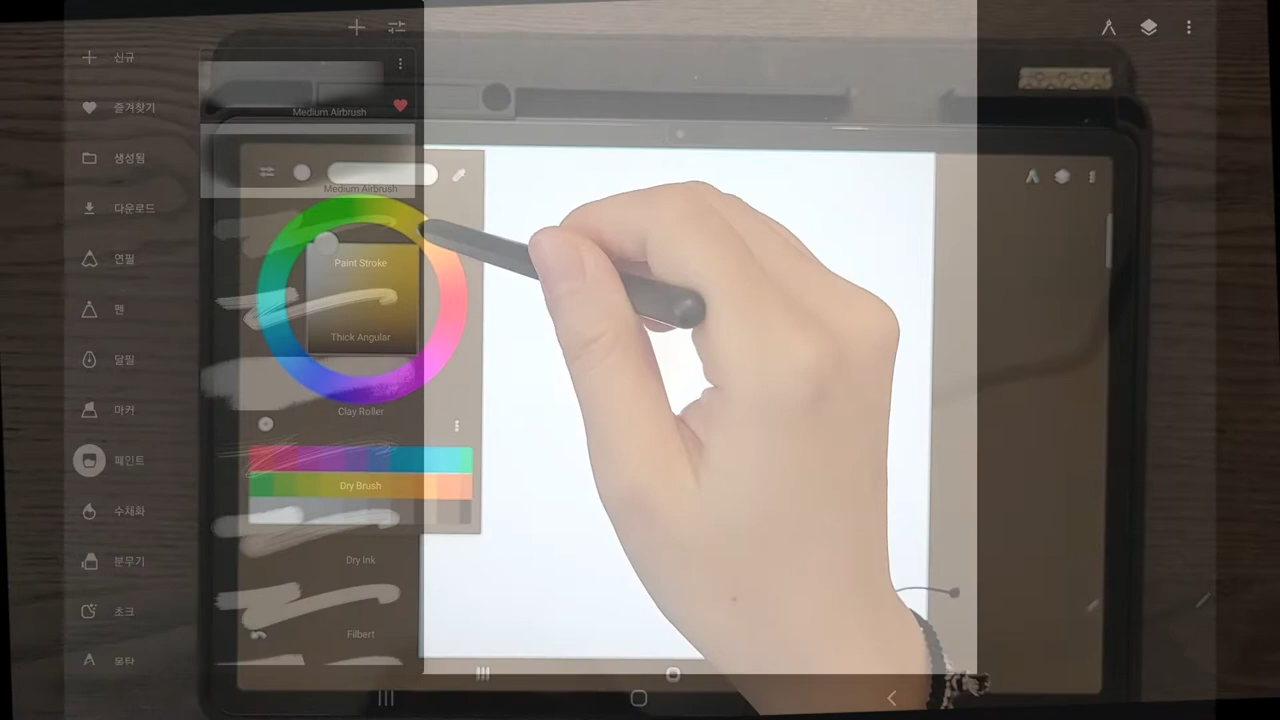 신규
즐겨찾기
생성됨
다운로드
연필
펜
달필
마커
페인트
수채화
분무기
초크
목탄
Medium Airbrush
Medium Airbrush
Paint Stroke
Thick Angular
Clay Roller
Dry Brush
Dry Ink
Filbert